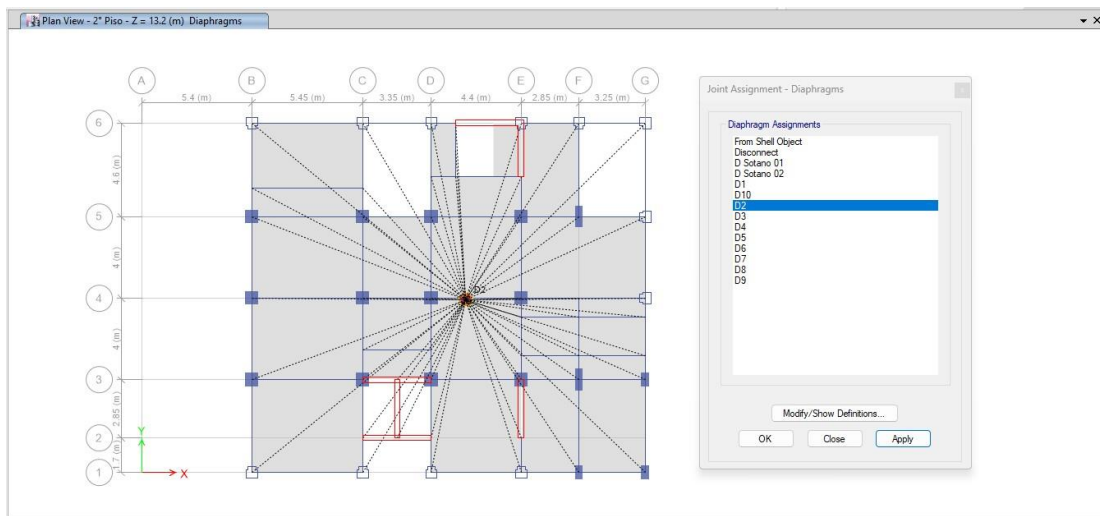 Plan View - 2° Piso - Z = 13.2 (m) Diaphragms
A B C D E F G
5.4 (m) 5.45 (m) 3.35 (m) 4.4 (m) 2.85 (m) 3.25 (m)
6
4.6 (m)
5
4 (m)
4
4 (m)
3
2.85 (m)
2
1.7 (m)
1
Y
X
D2
Joint Assignment - Diaphragms
Diaphragm Assignments
From Shell Object
Disconnect
D Sotano 01
D Sotano 02
D1
D10
D2
D3
D4
D5
D6
D7
D8
D9
Modify/Show Definitions...
OK Close Apply